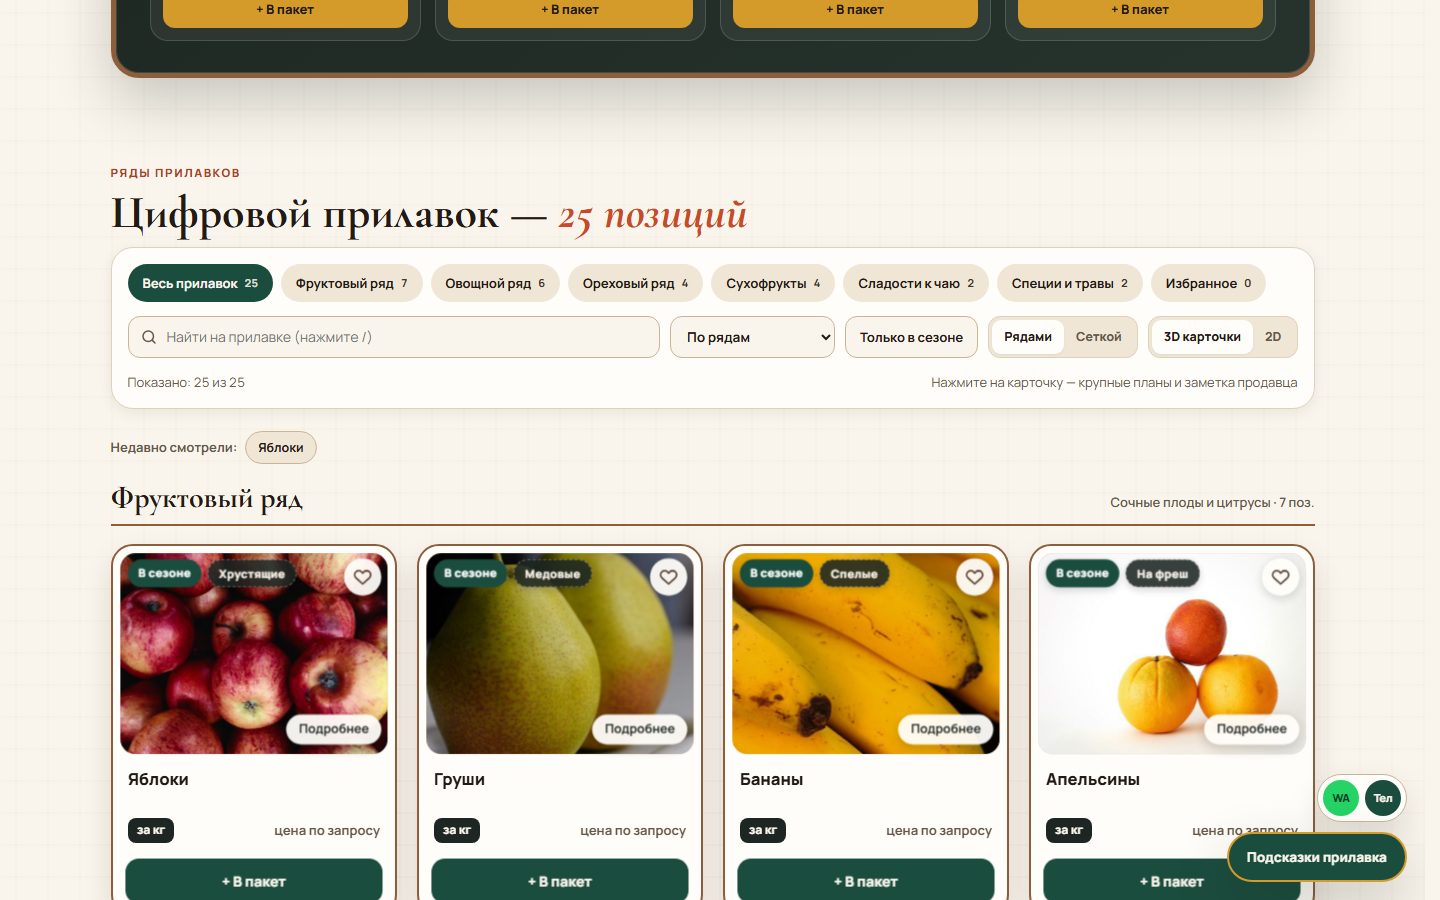 + В пакет + В пакет + В пакет + В пакет
РЯДЫ ПРИЛАВКОВ
Цифровой прилавок — 25 позиций
Весь прилавок 25 Фруктовый ряд 7 Овощной ряд 6 Ореховый ряд 4 Сухофрукты 4 Сладости к чаю 2 Специи и травы 2 Избранное 0
Найти на прилавке (нажмите /) По рядам Только в сезоне Рядами Сеткой 3D карточки 2D
Показано: 25 из 25 Нажмите на карточку — крупные планы и заметка продавца
Недавно смотрели: Яблоки
Фруктовый ряд Сочные плоды и цитрусы · 7 поз.
В сезоне Хрустящие В сезоне Медовые В сезоне Спелые В сезоне На фреш
Подробнее Подробнее Подробнее Подробнее
Яблоки Груши Бананы Апельсины
WA Тел
за кг цена по запросу за кг цена по запросу за кг цена по запросу за кг цена по запросу
Подсказки прилавка
+ В пакет + В пакет + В пакет + В пакет